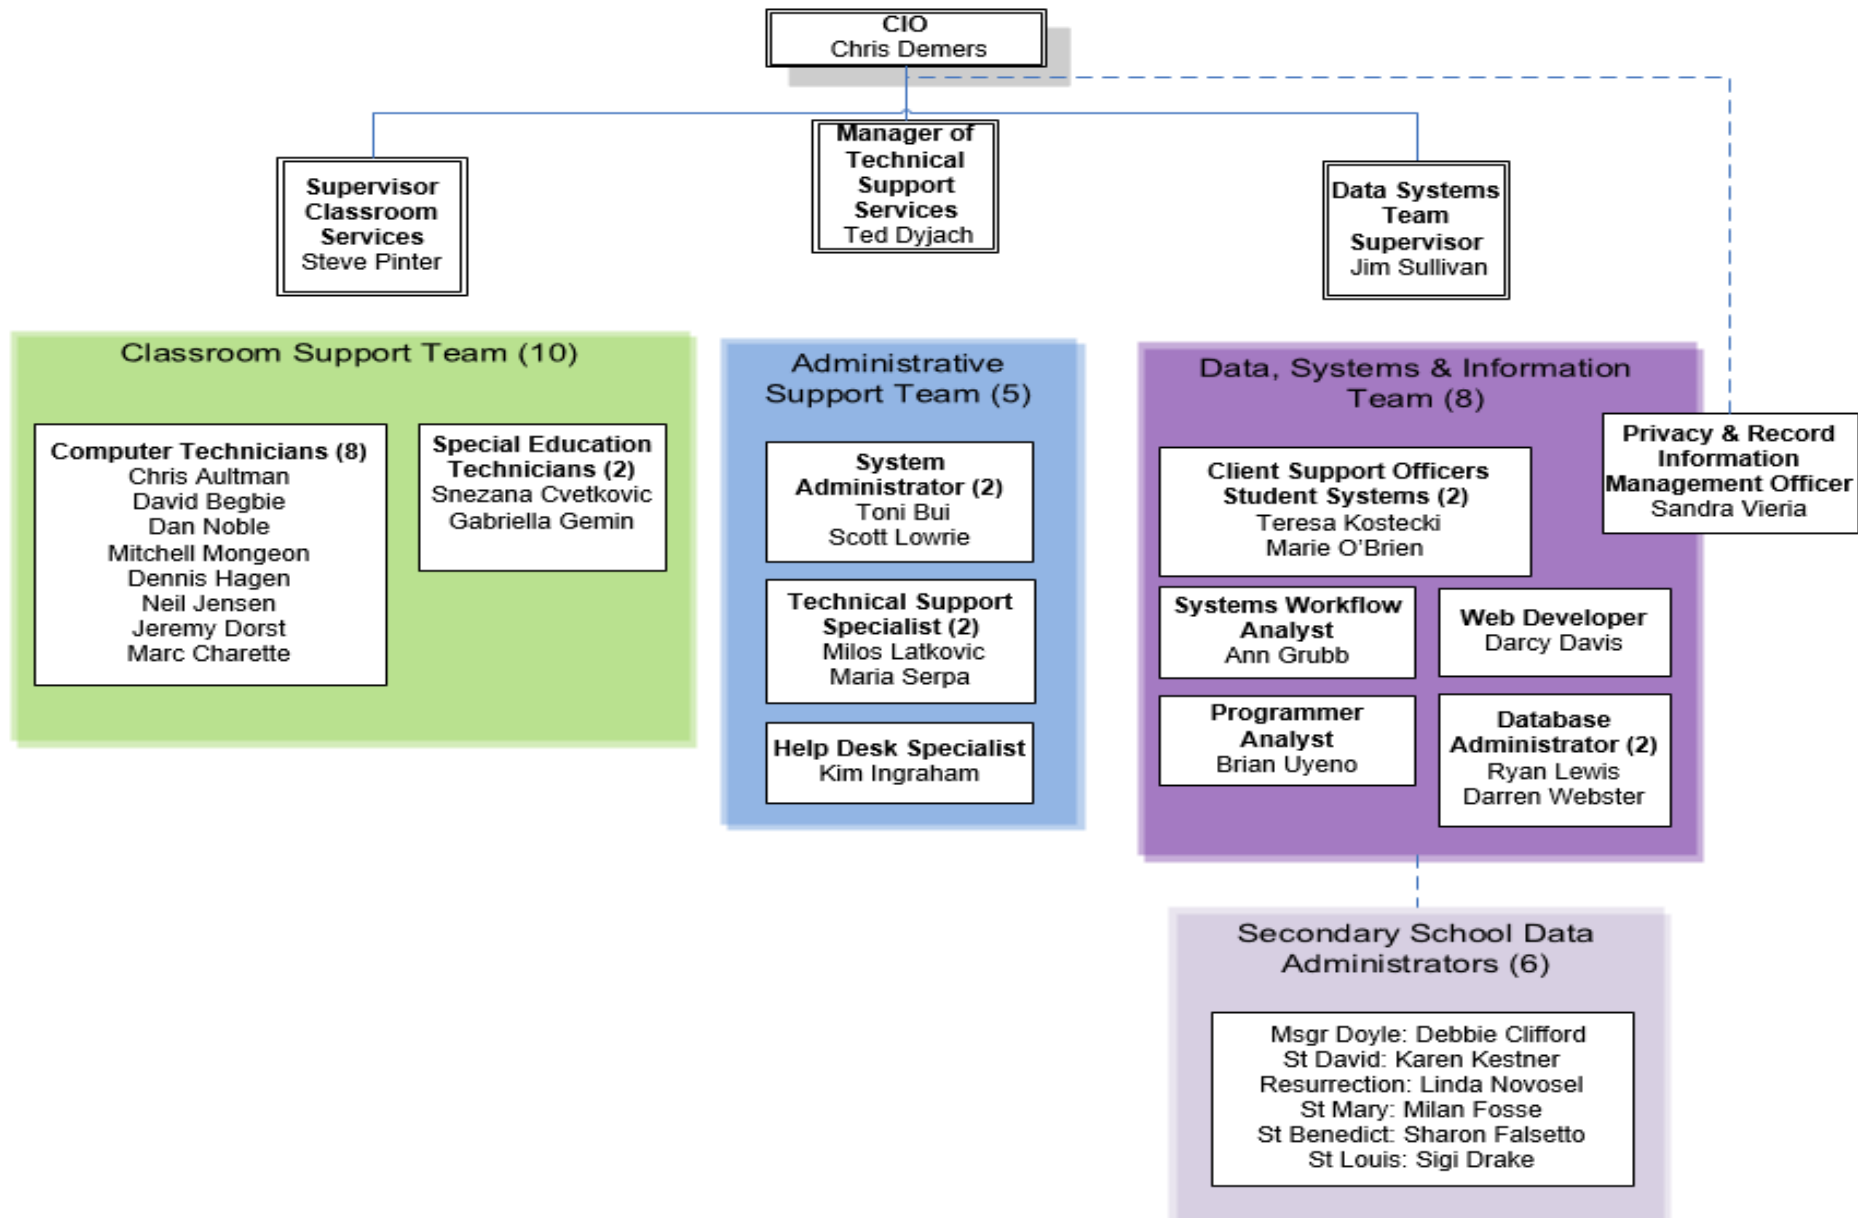 CIO
Chris Demers
Supervisor
Classroom
Services
Steve Pinter
Manager of
Technical
Support
Services
Ted Dyjach
Data Systems
Team
Supervisor
Jim Sullivan
Classroom Support Team (10)
Computer Technicians (8)
Chris Aultman
David Begbie
Dan Noble
Mitchell Mongeon
Dennis Hagen
Neil Jensen
Jeremy Dorst
Marc Charette
Special Education
Technicians (2)
Snezana Cvetkovic
Gabriella Gemin
Administrative
Support Team (5)
System
Administrator (2)
Toni Bui
Scott Lowrie
Technical Support
Specialist (2)
Milos Latkovic
Maria Serpa
Help Desk Specialist
Kim Ingraham
Data, Systems & Information
Team (8)
Client Support Officers
Student Systems (2)
Teresa Kostecki
Marie O'Brien
Privacy & Record
Information
Management Officer
Sandra Vieria
Systems Workflow
Analyst
Ann Grubb
Web Developer
Darcy Davis
Programmer
Analyst
Brian Uyeno
Database
Administrator (2)
Ryan Lewis
Darren Webster
Secondary School Data
Administrators (6)
Msgr Doyle: Debbie Clifford
St David: Karen Kestner
Resurrection: Linda Novosel
St Mary: Milan Fosse
St Benedict: Sharon Falsetto
St Louis: Sigi Drake